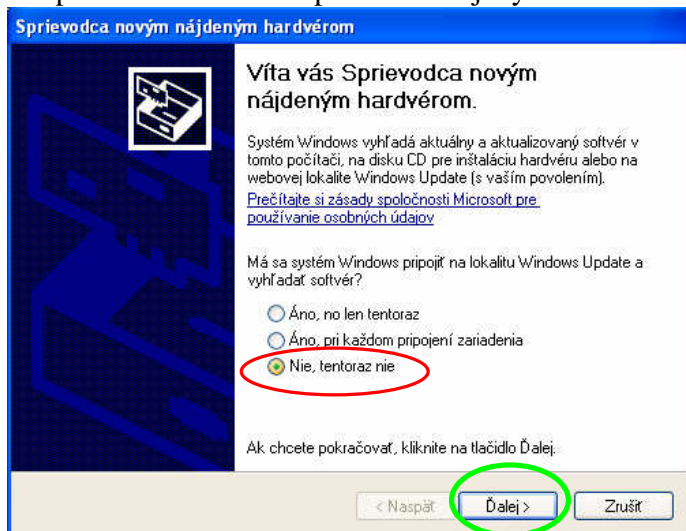 Sprievodca novým nájdeným hardvérom
Víta vás Sprievodca novým
nájdeným hardvérom.
Systém Windows vyhľadá aktuálny a aktualizovaný softvér v
tomto počítači, na disku CD pre inštaláciu hardvéru alebo na
webovej lokalite Windows Update (s vaším povolením).
Prečítajte si zásady spoločnosti Microsoft pre
používanie osobných údajov
Má sa systém Windows pripojiť na lokalitu Windows Update a
vyhľadať softvér?
Áno, no len tentoraz
Áno, pri každom pripojení zariadenia
Nie, tentoraz nie
Ak chcete pokračovať, kliknite na tlačidlo Ďalej.
< Naspäť
Ďalej >
Zrušiť